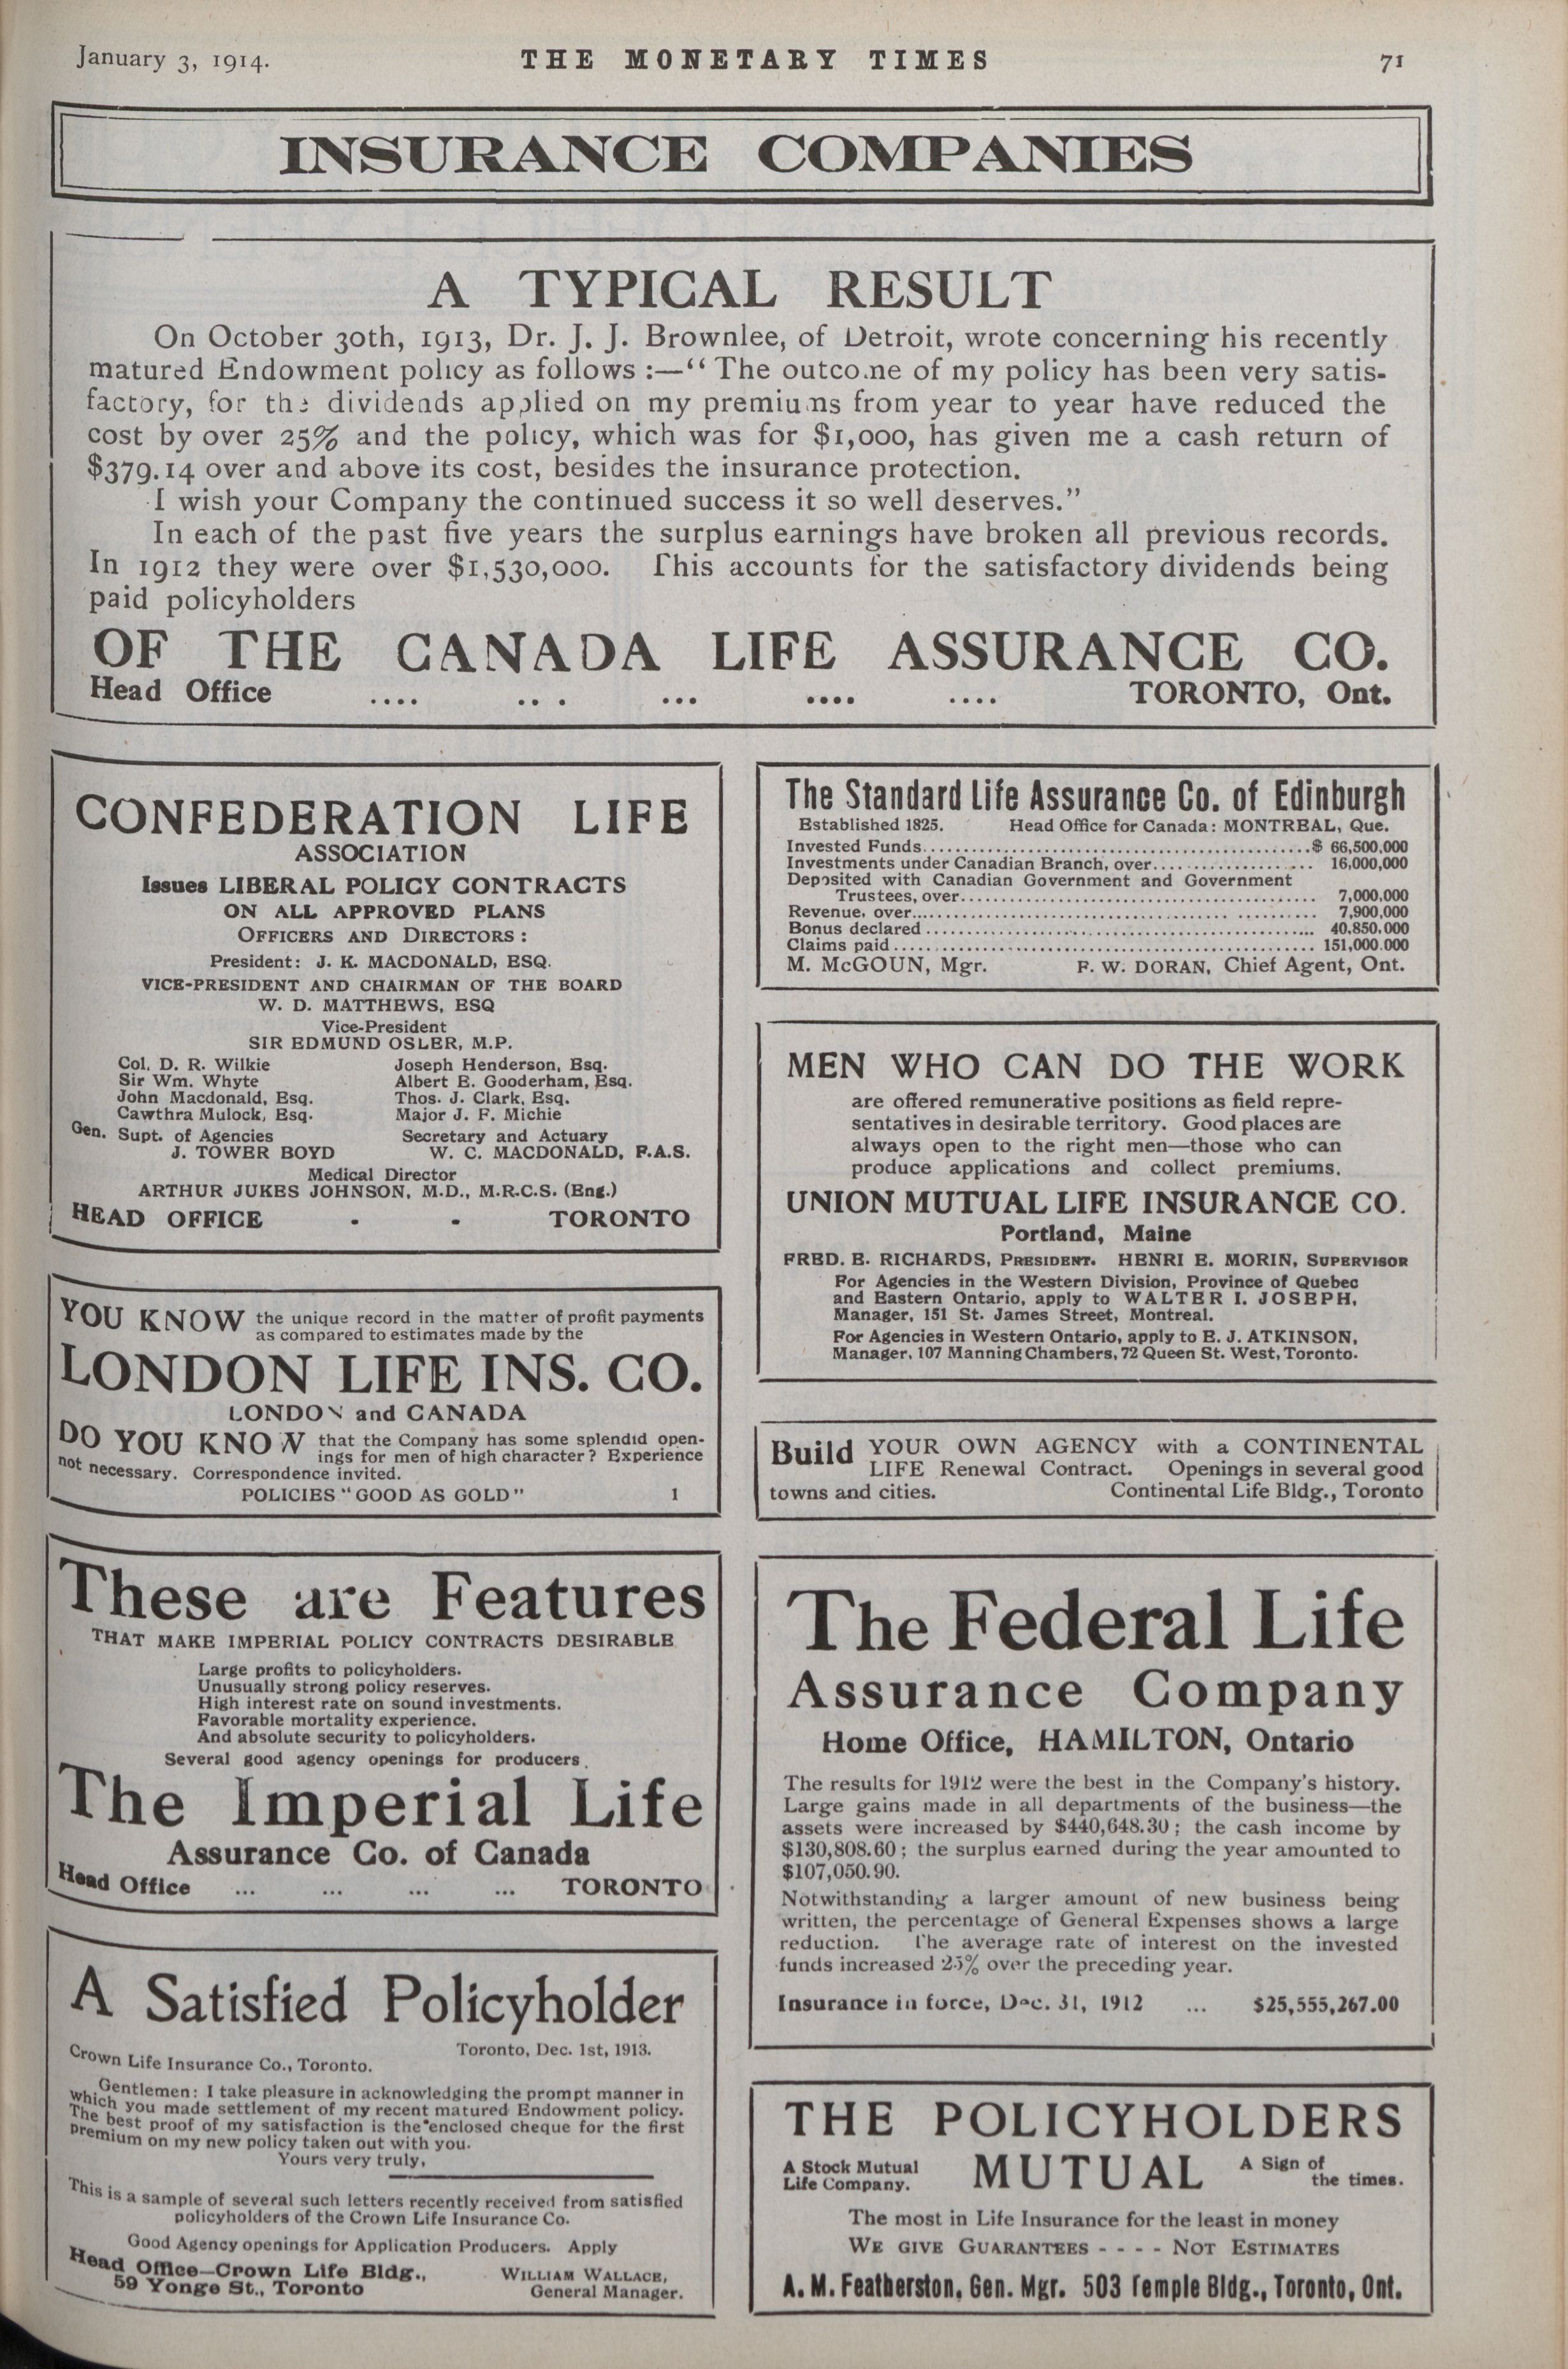 January 3, 1914.
THE MONETARY TIMES
71
INSURANCE COMPANIES
A TYPICAL RESULT
On October 30th, 1913, Dr. J. J. Brownlee, of Detroit, wrote concerning his recently
matured Endowment policy as follows :—“ The outcome of my policy has been very satis-
factory, for the dividends applied on my premiums from year to year have reduced the
cost by over 25% and the policy, which was for $1,000, has given me a cash return of
$379.14 over and above its cost, besides the insurance protection.
I wish your Company the continued success it so well deserves.”
In each of the past five years the surplus earnings have broken all previous records.
In 1912 they were over $1,530,000. This accounts for the satisfactory dividends being
paid policyholders
OF THE CANADA LIFE ASSURANCE CO.
Head Office .... ... ... .... .... TORONTO, Ont.
CONFEDERATION LIFE
ASSOCIATION
Issues LIBERAL POLICY CONTRACTS
ON ALL APPROVED PLANS
OFFICERS AND DIRECTORS :
President: J. K. MACDONALD, ESQ.
VICE-PRESIDENT AND CHAIRMAN OF THE BOARD
W. D. MATTHEWS, ESQ
Vice-President
SIR EDMUND OSLER, M.P.
Col. D. R. Wilkie Joseph Henderson, Esq.
Sir Wm. Whyte Albert E. Gooderham, Esq.
John Macdonald, Esq. Thos. J. Clark, Esq.
Cawthra Mulock, Esq. Major J. F. Michie
Gen. Supt. of Agencies Secretary and Actuary
J. TOWER BOYD W. C. MACDONALD, F.A.S.
Medical Director
ARTHUR JUKES JOHNSON, M.D., M.R.C.S. (Eng.)
HEAD OFFICE - - TORONTO
YOU KNOW the unique record in the matter of profit payments
as compared to estimates made by the
LONDON LIFE INS. CO.
LONDON and CANADA
DO YOU KNOW that the Company has some splendid open-
ings for men of high character? Experience
not necessary. Correspondence invited.
POLICIES “GOOD AS GOLD” 1
These are Features
THAT MAKE IMPERIAL POLICY CONTRACTS DESIRABLE
Large profits to policyholders.
Unusually strong policy reserves.
High interest rate on sound investments.
Favorable mortality experience.
And absolute security to policyholders.
Several good agency openings for producers.
The Imperial Life
Assurance Co. of Canada
Head Office ... ... ... ... TORONTO
A Satisfied Policyholder
Toronto, Dec. 1st, 1913.
Crown Life Insurance Co., Toronto.
Gentlemen: I take pleasure in acknowledging the prompt manner in
which you made settlement of my recent matured Endowment policy.
The best proof of my satisfaction is the enclosed cheque for the first
premium on my new policy taken out with you.
Yours very truly,
This is a sample of several such letters recently received from satisfied
policyholders of the Crown Life Insurance Co.
Good Agency openings for Application Producers. Apply
Head Office—Crown Life Bldg., WILLIAM WALLACE,
59 Yonge St., Toronto General Manager.
The Standard Life Assurance Co. of Edinburgh
Established 1825. Head Office for Canada: MONTREAL, Que.
Invested Funds......$ 66,500,000
Investments under Canadian Branch, over...... 16,000,000
Deposited with Canadian Government and Government
Trustees, over...... 7,000,000
Revenue, over...... 7,900,000
Bonus declared...... 40,850,000
Claims paid...... 151,000,000
M. McGOUN, Mgr. F. W. DORAN, Chief Agent, Ont.
MEN WHO CAN DO THE WORK
are offered remunerative positions as field repre-
sentatives in desirable territory. Good places are
always open to the right men—those who can
produce applications and collect premiums.
UNION MUTUAL LIFE INSURANCE CO.
Portland, Maine
FRED. E. RICHARDS, PRESIDENT. HENRI E. MORIN, SUPERVISOR
For Agencies in the Western Division, Province of Quebec
and Eastern Ontario, apply to WALTER I. JOSEPH,
Manager, 151 St. James Street, Montreal.
For Agencies in Western Ontario, apply to E. J. ATKINSON,
Manager, 107 Manning Chambers, 72 Queen St. West, Toronto.
Build YOUR OWN AGENCY with a CONTINENTAL
LIFE Renewal Contract. Openings in several good
towns and cities. Continental Life Bldg., Toronto
The Federal Life
Assurance Company
Home Office, HAMILTON, Ontario
The results for 1912 were the best in the Company's history.
Large gains made in all departments of the business—the
assets were increased by $440,648.30; the cash income by
$130,808.60; the surplus earned during the year amounted to
$107,050.90.
Notwithstanding a larger amount of new business being
written, the percentage of General Expenses shows a large
reduction. The average rate of interest on the invested
funds increased 25% over the preceding year.
Insurance in force, Dec. 31, 1912 ... $25,555,267.00
THE POLICYHOLDERS
A Stock Mutual MUTUAL A Sign of
Life Company. the times.
The most in Life Insurance for the least in money
WE GIVE GUARANTEES - - - - NOT ESTIMATES
A. M. Featherston, Gen. Mgr. 503 Temple Bldg., Toronto, Ont.